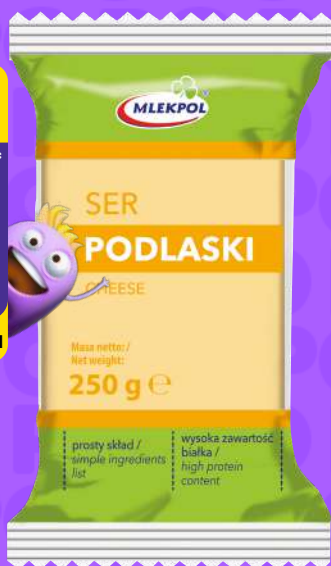 MLEKPOL
SER
PODLASKI
CHEESE
Masa netto: /
Net weight:
250 g ℮
prosty skład /
simple ingredients
list
wysoka zawartość
białka /
high protein
content